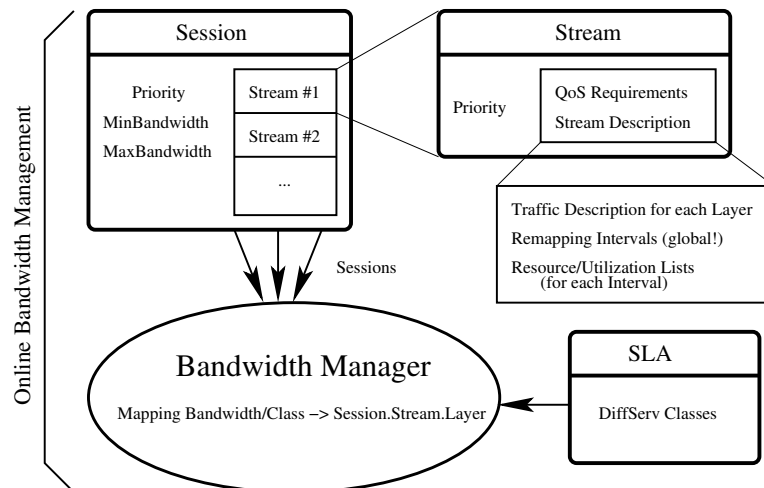 Online Bandwidth Management
Session
Priority
MinBandwidth
MaxBandwidth
Stream #1
Stream #2
...
Stream
Priority
QoS Requirements
Stream Description
Traffic Description for each Layer
Remapping Intervals (global!)
Resource/Utilization Lists
(for each Interval)
Sessions
Bandwidth Manager
Mapping Bandwidth/Class −> Session.Stream.Layer
SLA
DiffServ Classes